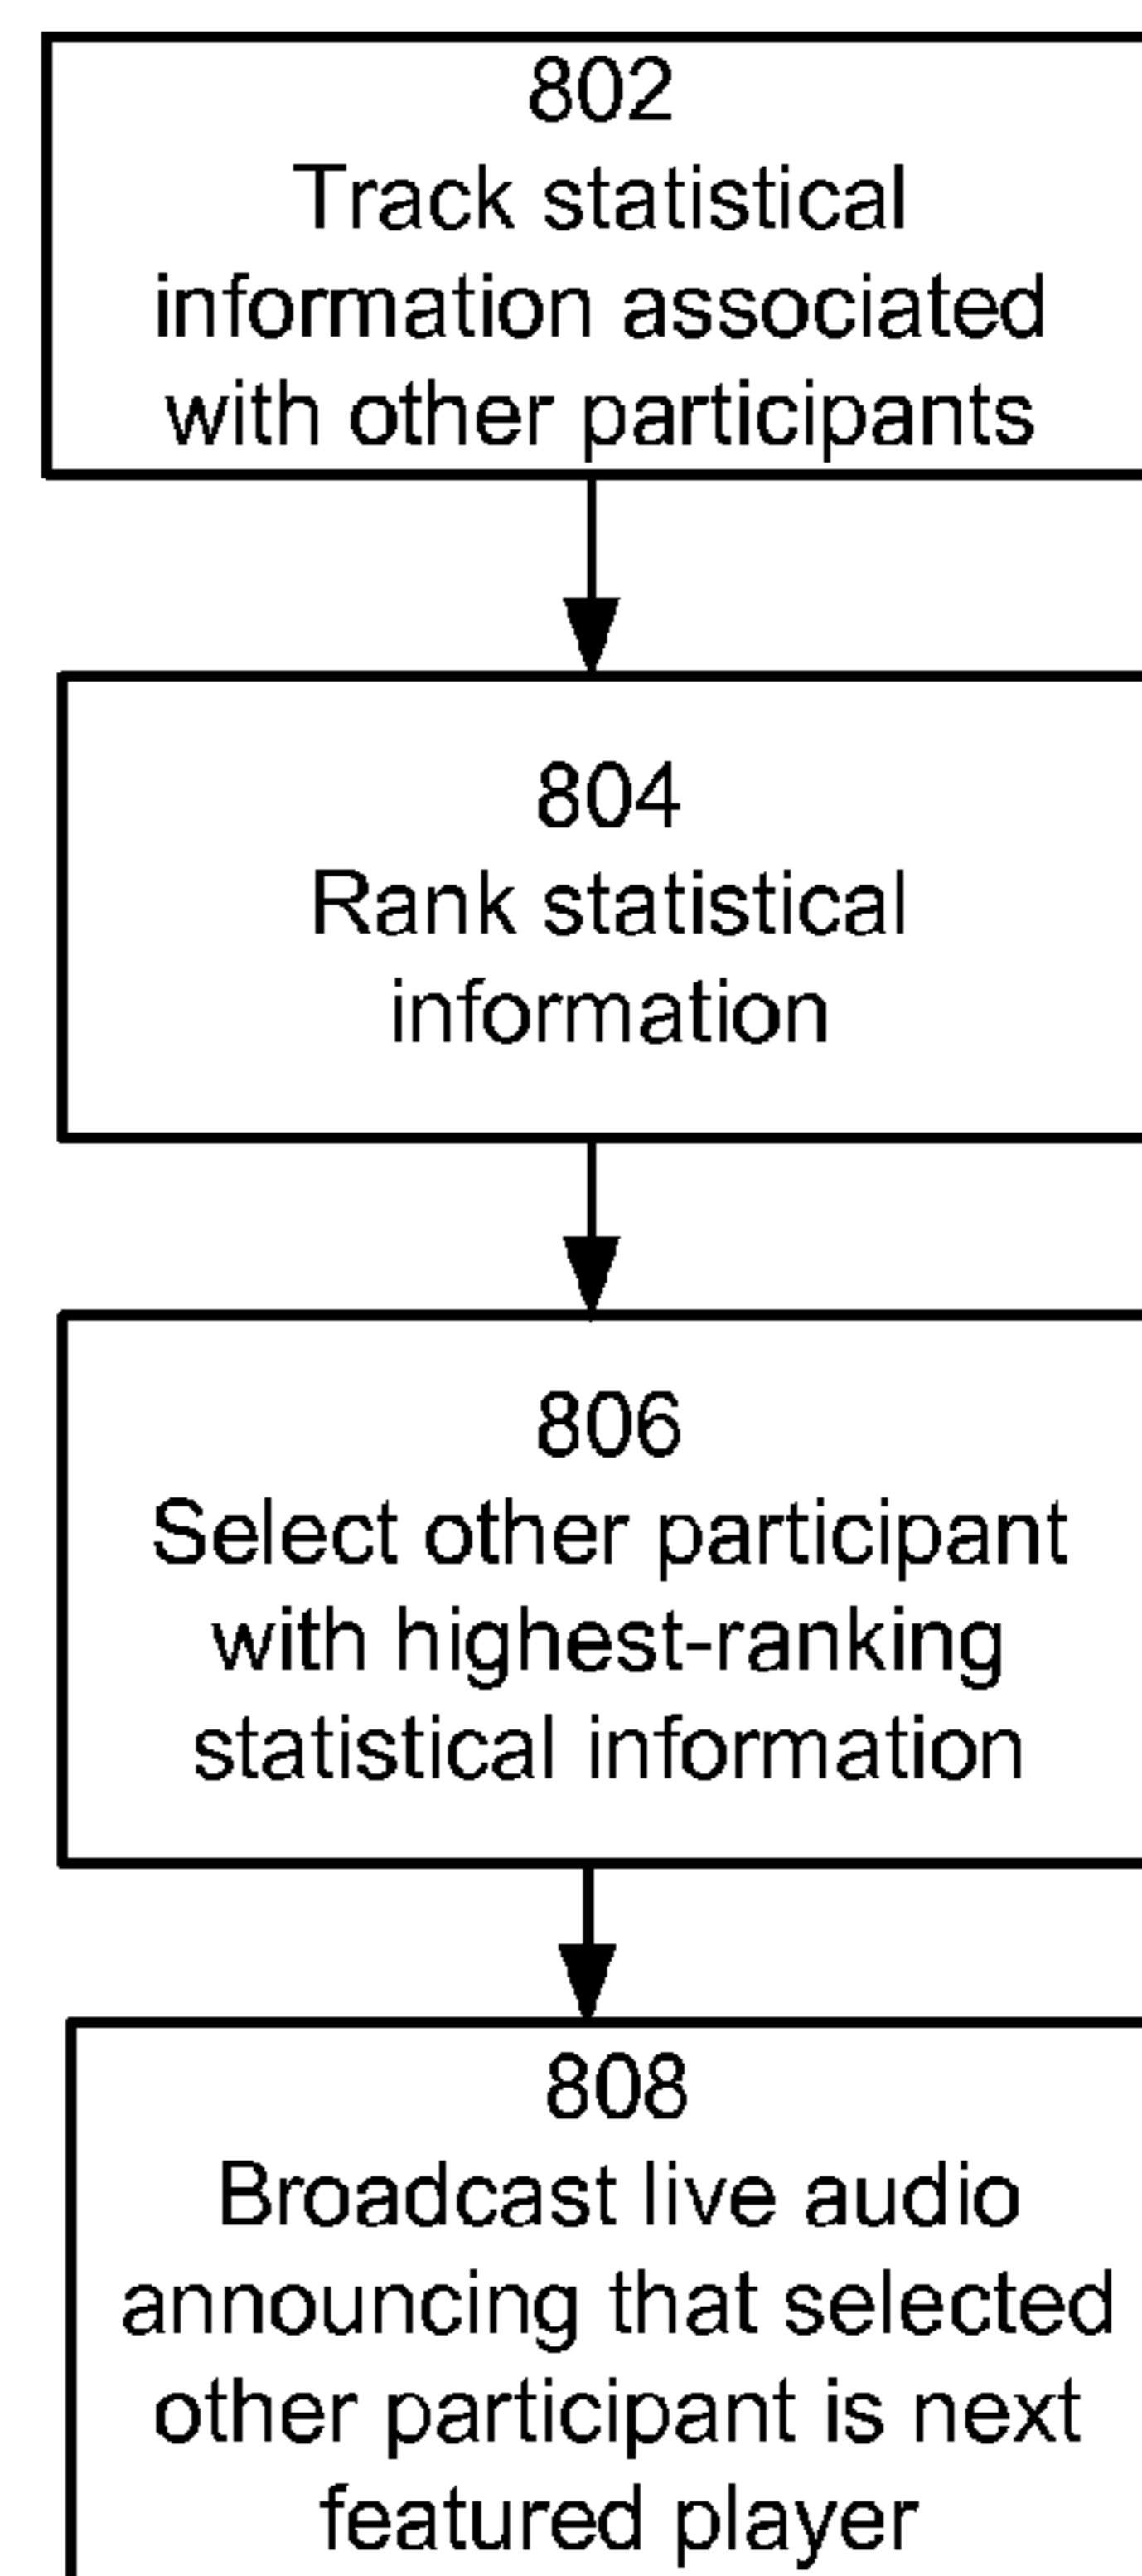 802
Track statistical
information associated
with other participants
804
Rank statistical
information
806
Select other participant
with highest-ranking
statistical information
808
Broadcast live audio
announcing that selected
other participant is next
featured player